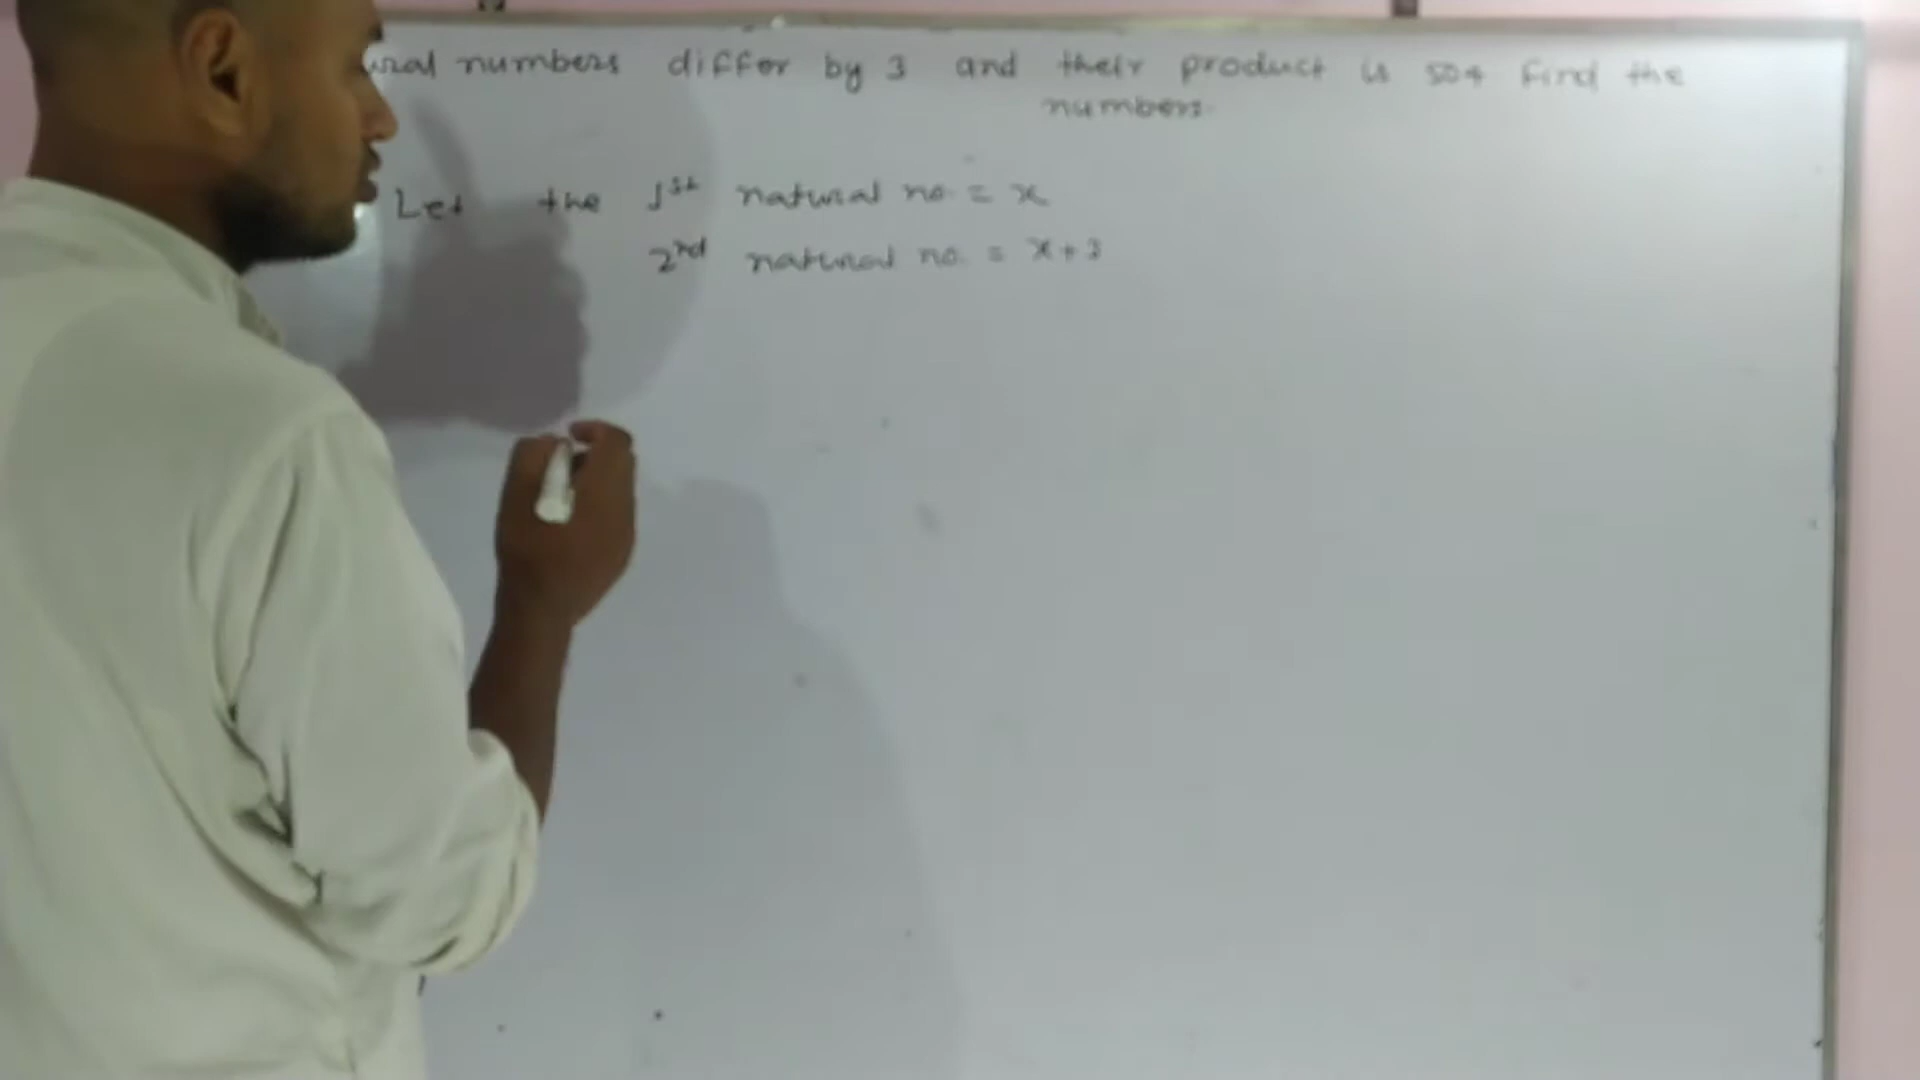 numbers differ by 3 and their product is 504 find the
numbers.
Let the 1st natural no. = x
2nd natural no. = x + 3